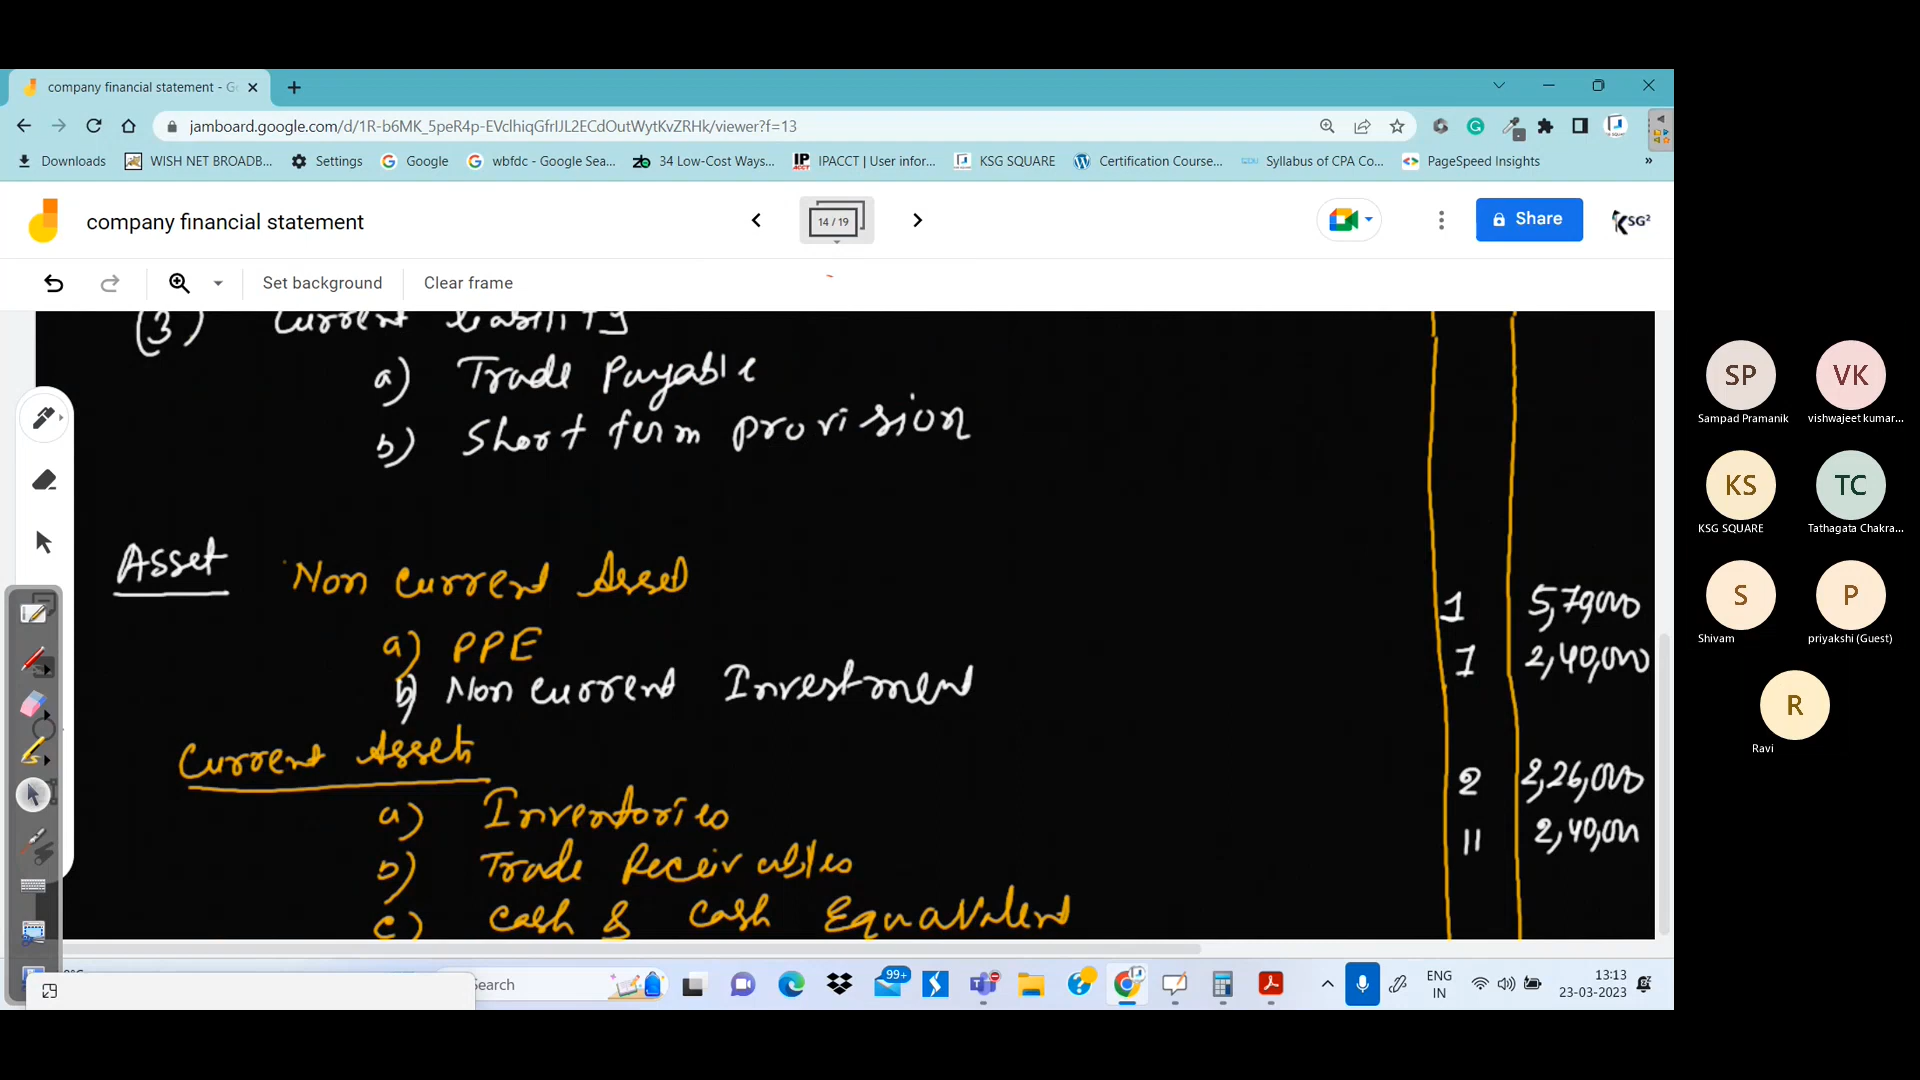 company financial statement - G
jamboard.google.com/d/1R-b6MK_5peR4p-EVclhiqGfrIJL2ECdOutWytKvZRHk/viewer?f=13
Downloads WISH NET BROADB... Settings Google wbfdc - Google Sea... 34 Low-Cost Ways... IPACCT | User infor... KSG SQUARE Certification Course... Syllabus of CPA Co... PageSpeed Insights »
company financial statement 14 / 19 Share KSG²
Set background Clear frame
(3) Current liability
a) Trade Payable
b) Short term provision
Asset Non Current Asset
1 5,79,000
a) PPE
1 2,40,000
b) Non current Investment
Current Asset
2 2,26,000
a) Inventories
11 2,40,000
b) Trade Receivables
c) Cash & Cash Equavalent
SP VK
Sampad Pramanik vishwajeet kumar...
KS TC
KSG SQUARE Tathagata Chakra...
S P
Shivam priyakshi (Guest)
R
Ravi
Search 99+ ENG IN 13:13 23-03-2023